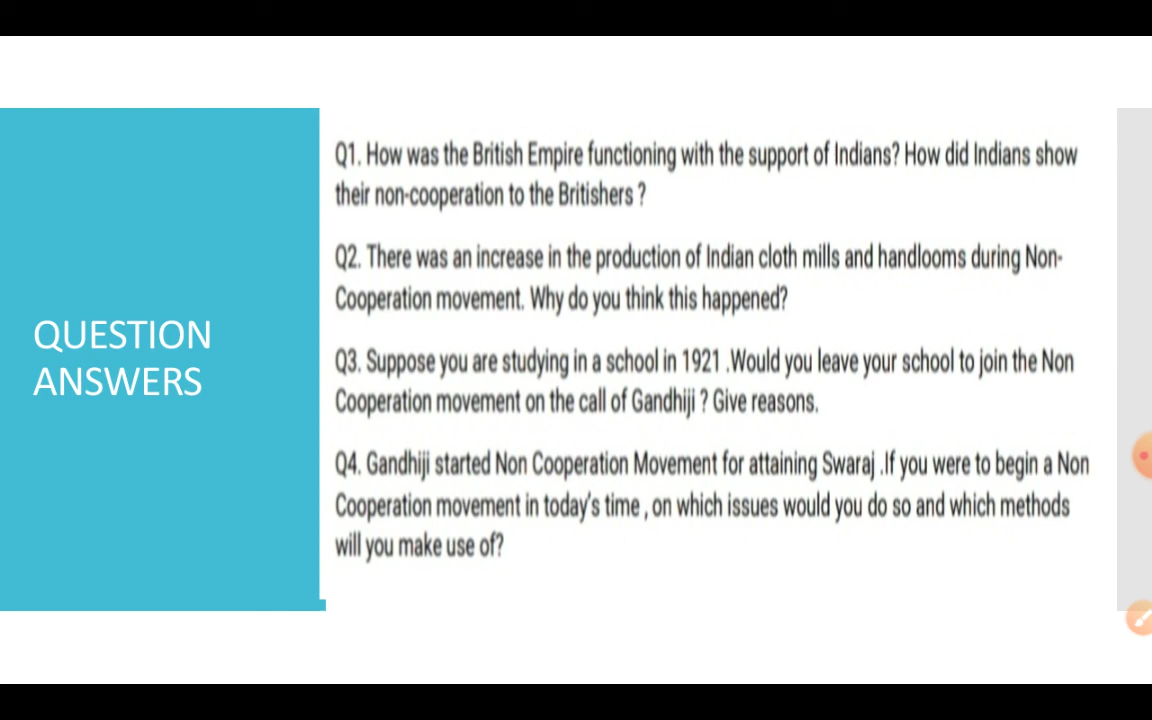 QUESTION
ANSWERS
Q1. How was the British Empire functioning with the support of Indians? How did Indians show
their non-cooperation to the Britishers ?
Q2. There was an increase in the production of Indian cloth mills and handlooms during Non-
Cooperation movement. Why do you think this happened?
Q3. Suppose you are studying in a school in 1921 .Would you leave your school to join the Non
Cooperation movement on the call of Gandhiji ? Give reasons.
Q4. Gandhiji started Non Cooperation Movement for attaining Swaraj .If you were to begin a Non
Cooperation movement in today's time , on which issues would you do so and which methods
will you make use of?